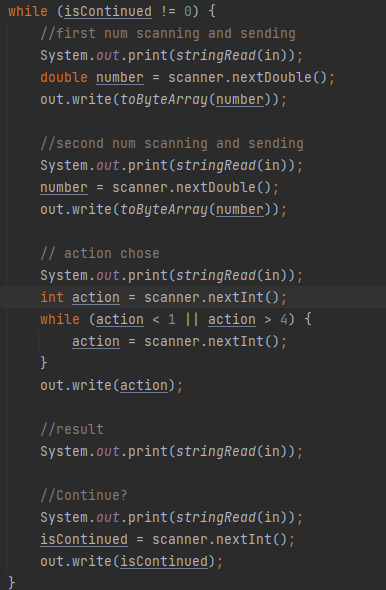 while (isContinued != 0) {
//first num scanning and sending
System.out.print(stringRead(in));
double number = scanner.nextDouble();
out.write(toByteArray(number));
//second num scanning and sending
System.out.print(stringRead(in));
number = scanner.nextDouble();
out.write(toByteArray(number));
// action chose
System.out.print(stringRead(in));
int action = scanner.nextInt();
while (action < 1 || action > 4) {
action = scanner.nextInt();
}
out.write(action);
//result
System.out.print(stringRead(in));
//Continue?
System.out.print(stringRead(in));
isContinued = scanner.nextInt();
out.write(isContinued);
}